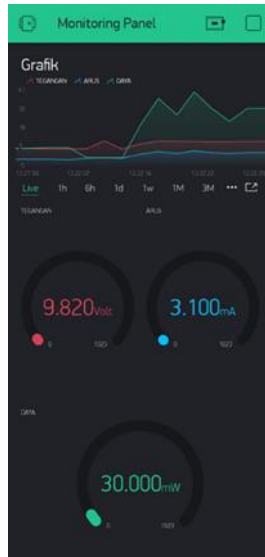 Monitoring Panel
Grafik
TEGANGAN ARUS DAYA
Live 1h 6h 1d 1w 1M 3M
TEGANGAN ARUS
9.820Volt 3.100mA
0 1023 0 1023
DAYA
30.000mW
0 1023